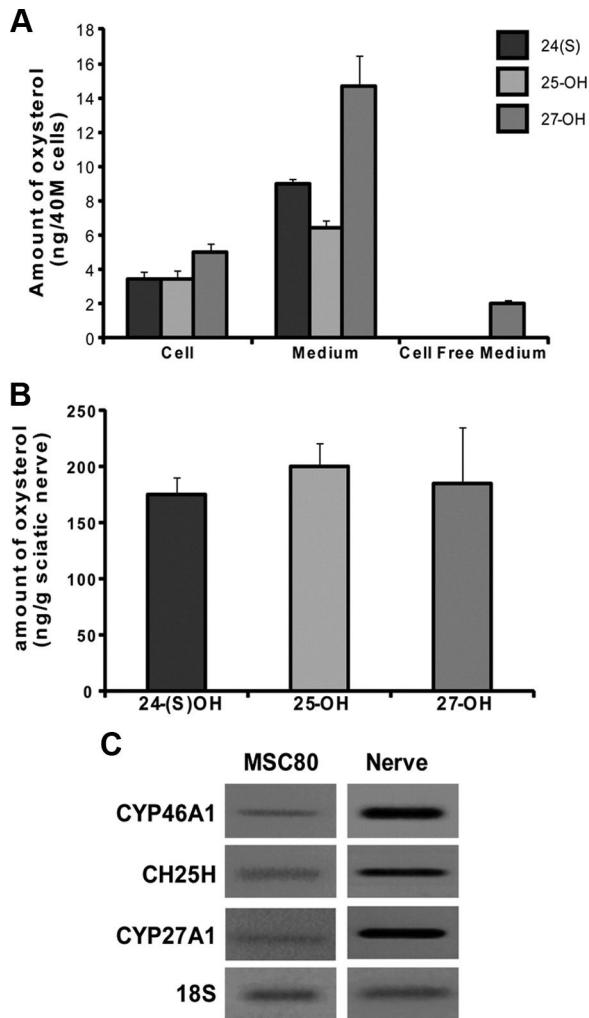 A
Amount of oxysterol
(ng/40M cells)
18
16
14
12
10
8
6
4
2
0
24(S)
25-OH
27-OH
Cell Medium Cell Free Medium
B
amount of oxysterol
(ng/g sciatic nerve)
250
200
150
100
50
0
24-(S)OH 25-OH 27-OH
C
MSC80 Nerve
CYP46A1
CH25H
CYP27A1
18S